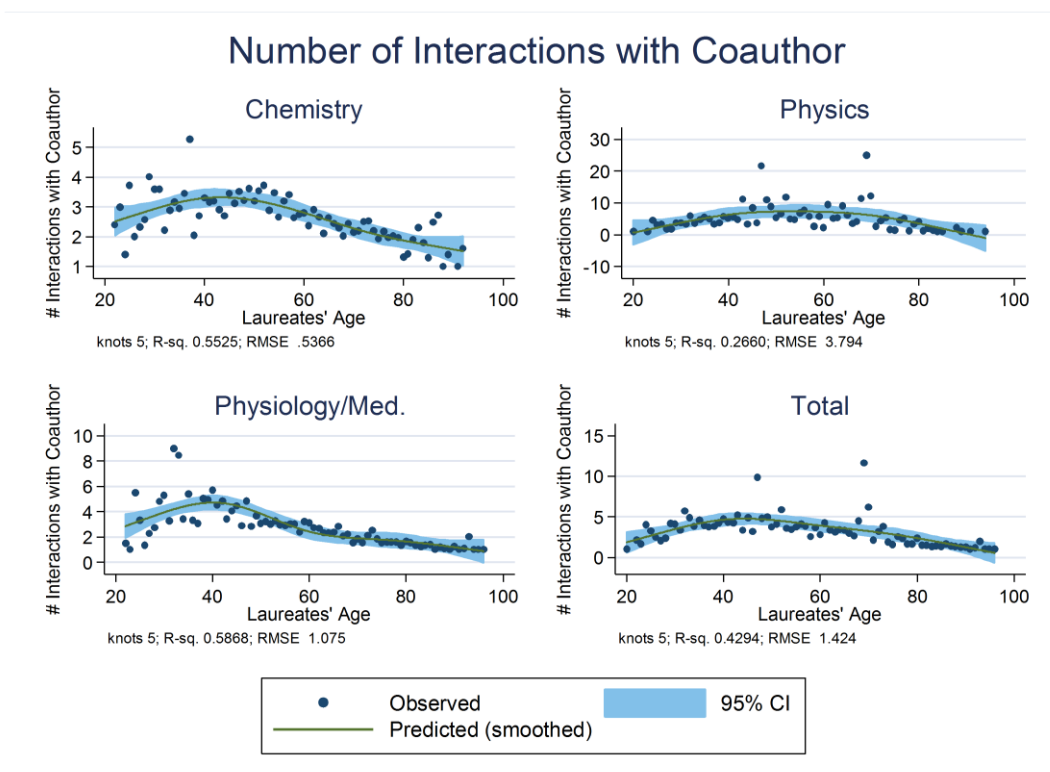 Number of Interactions with Coauthor
Chemistry
# Interactions with Coauthor
5
4
3
2
1
20 40 60 80 100
Laureates' Age
knots 5; R-sq. 0.5525; RMSE .5366
Physics
# Interactions with Coauthor
30
20
10
0
-10
20 40 60 80 100
Laureates' Age
knots 5; R-sq. 0.2660; RMSE 3.794
Physiology/Med.
# Interactions with Coauthor
10
8
6
4
2
0
20 40 60 80 100
Laureates' Age
knots 5; R-sq. 0.5868; RMSE 1.075
Total
# Interactions with Coauthor
15
10
5
0
20 40 60 80 100
Laureates' Age
knots 5; R-sq. 0.4294; RMSE 1.424
Observed
95% CI
Predicted (smoothed)